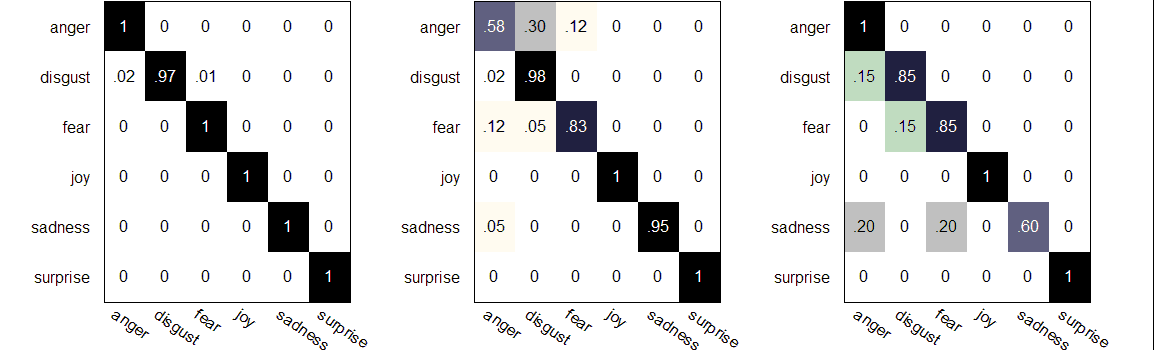 anger 1 0 0 0 0 0 anger .58 .30 .12 0 0 0 anger 1 0 0 0 0 0
disgust .02 .97 .01 0 0 0 disgust .02 .98 0 0 0 0 disgust .15 .85 0 0 0 0
fear 0 0 1 0 0 0 fear .12 .05 .83 0 0 0 fear 0 .15 .85 0 0 0
joy 0 0 0 1 0 0 joy 0 0 0 1 0 0 joy 0 0 0 1 0 0
sadness 0 0 0 0 1 0 sadness .05 0 0 0 .95 0 sadness .20 0 .20 0 .60 0
surprise 0 0 0 0 0 1 surprise 0 0 0 0 0 1 surprise 0 0 0 0 0 1
anger disgust fear joy sadness surprise anger disgust fear joy sadness surprise anger disgust fear joy sadness surprise